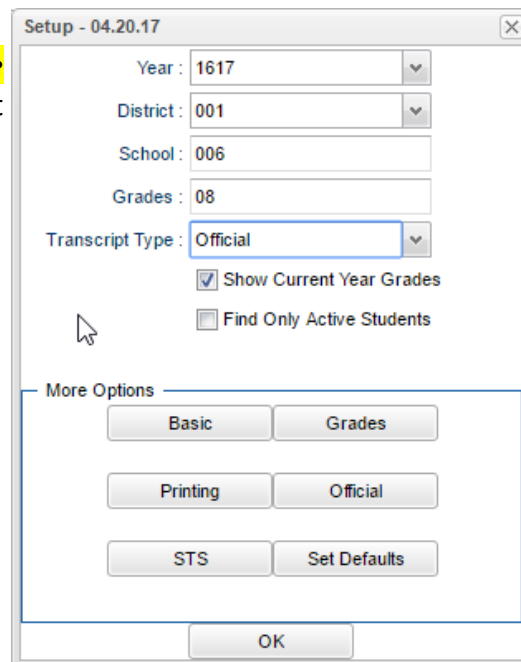 Setup - 04.20.17
Year : 1617
District : 001
t
School : 006
Grades : 08
Transcript Type : Official
Show Current Year Grades
Find Only Active Students
More Options
Basic Grades
Printing Official
STS Set Defaults
OK